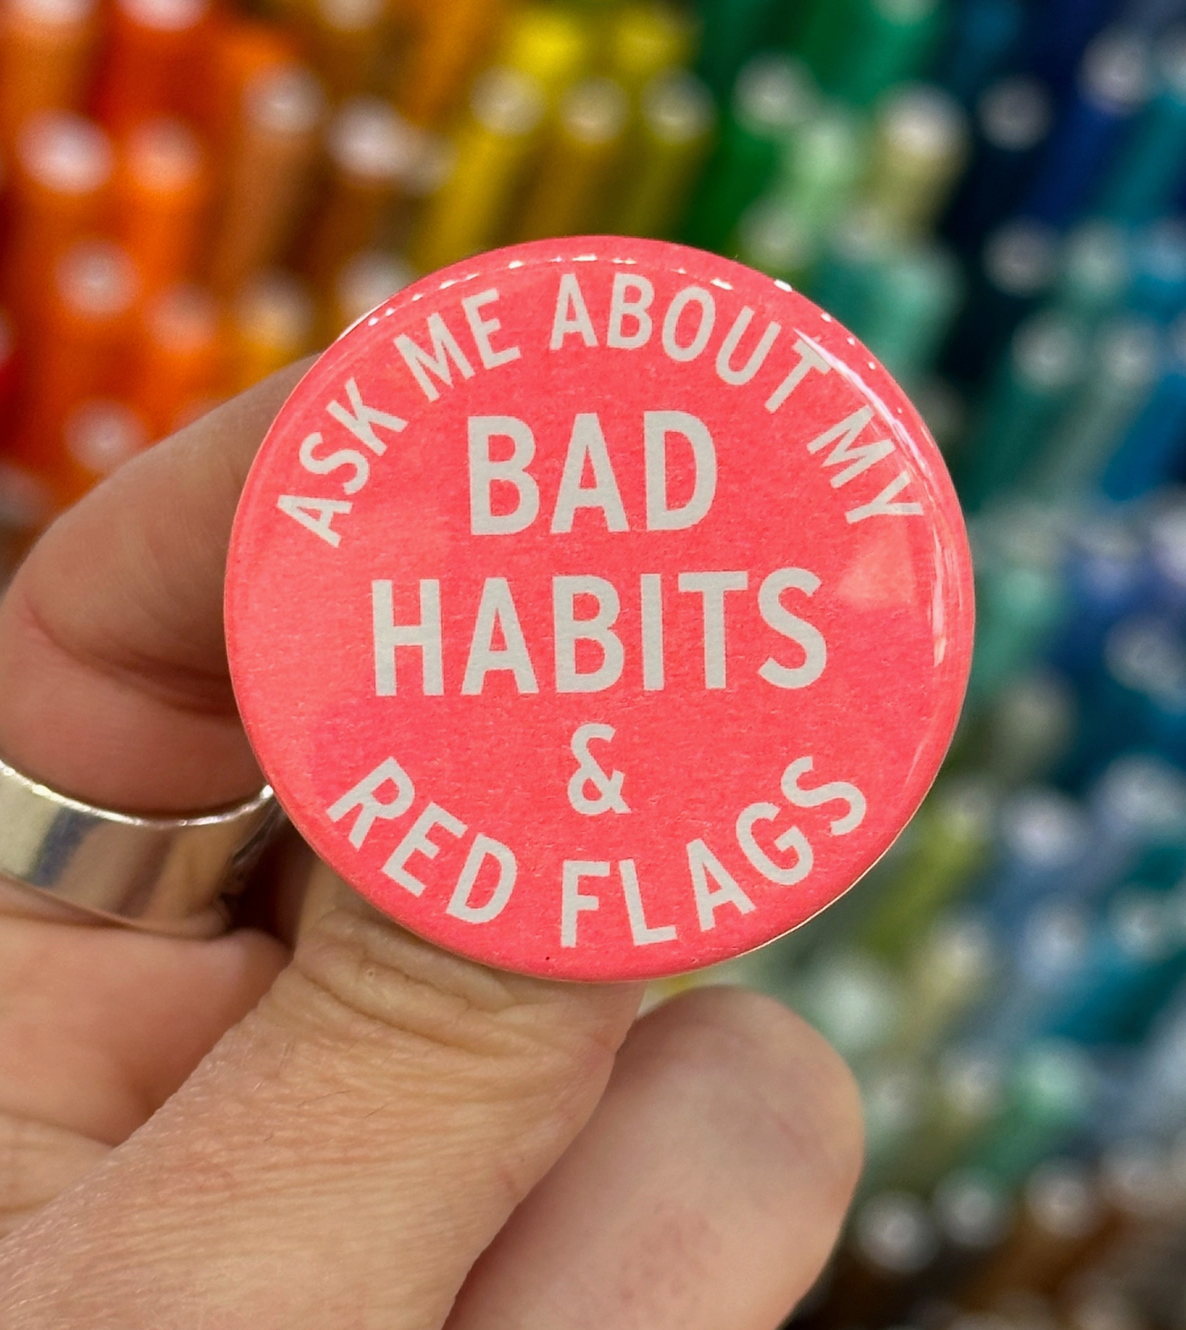 ASK ME ABOUT MY
BAD
HABITS
&
RED FLAGS